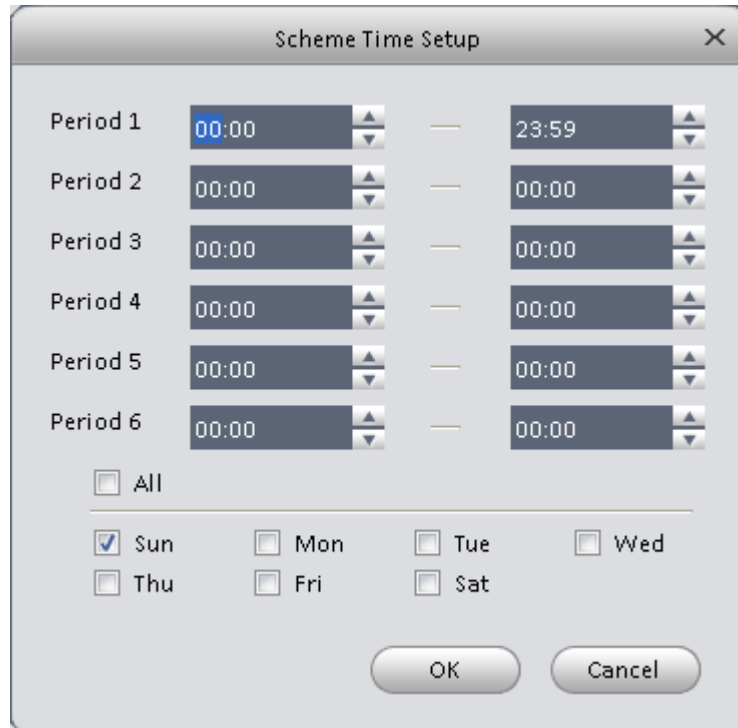 Scheme Time Setup
Period 1 00:00 — 23:59
Period 2 00:00 — 00:00
Period 3 00:00 — 00:00
Period 4 00:00 — 00:00
Period 5 00:00 — 00:00
Period 6 00:00 — 00:00
All
Sun Mon Tue Wed
Thu Fri Sat
OK Cancel